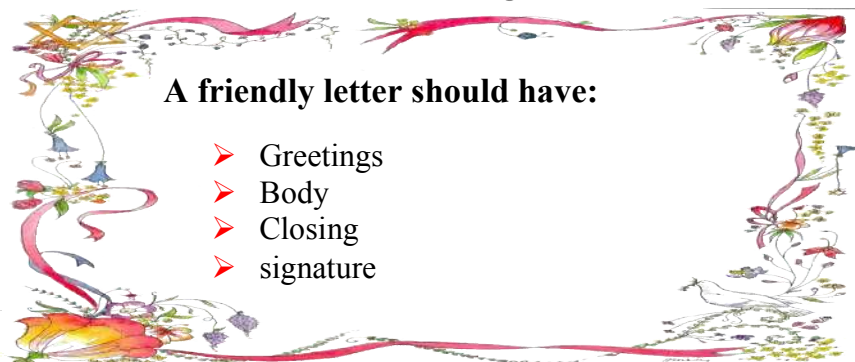 A friendly letter should have:
Greetings
Body
Closing
signature